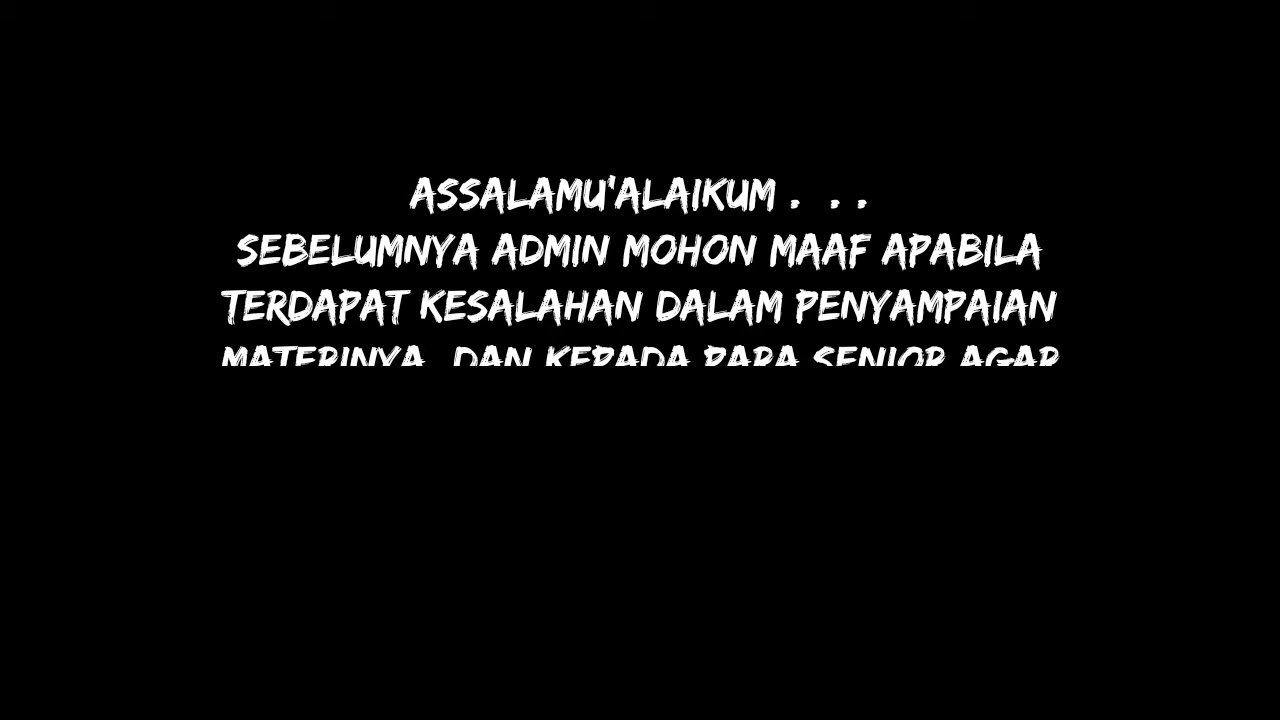 ASSALAMU'ALAIKUM . . .
SEBELUMNYA ADMIN MOHON MAAF APABILA
TERDAPAT KESALAHAN DALAM PENYAMPAIAN
MATERINYA, DAN KEPADA PARA SENIOR AGAR